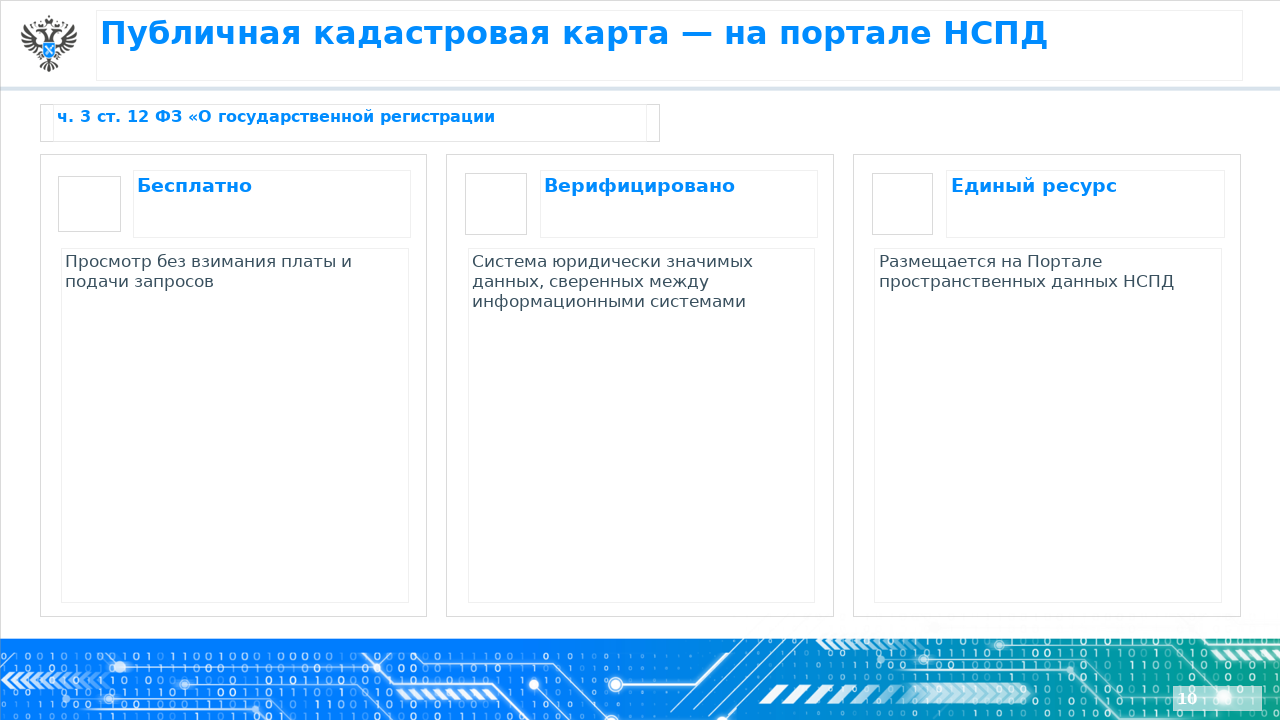 Публичная кадастровая карта — на портале НСПД
ч. 3 ст. 12 ФЗ «О государственной регистрации
Бесплатно
Просмотр без взимания платы и
подачи запросов
Верифицировано
Система юридически значимых
данных, сверенных между
информационными системами
Единый ресурс
Размещается на Портале
пространственных данных НСПД
10